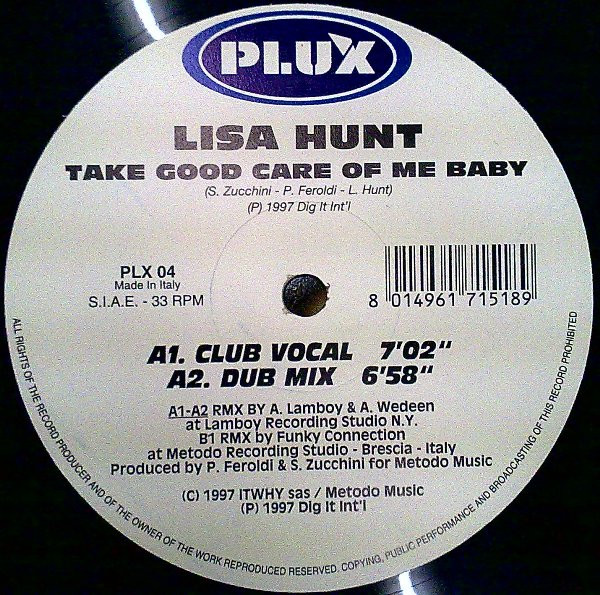 PLUX
LISA HUNT
TAKE GOOD CARE OF ME BABY
(S. Zucchini - P. Feroldi - L. Hunt)
(P) 1997 Dig It Int'l
PLX 04
Made In Italy
S.I.A.E. - 33 RPM
8 014961 715189
A1. CLUB VOCAL 7'02"
A2. DUB MIX 6'58"
A1-A2 RMX BY A. Lamboy & A. Wedeen
at Lamboy Recording Studio N.Y.
B1 RMX by Funky Connection
at Metodo Recording Studio - Brescia - Italy
Produced by P. Feroldi & S. Zucchini for Metodo Music
(C) 1997 ITWHY sas / Metodo Music
(P) 1997 Dig It Int'l
ALL RIGHTS OF THE RECORD PRODUCER AND OF THE OWNER OF THE WORK REPRODUCED RESERVED. COPYING, PUBLIC PERFORMANCE AND BROADCASTING OF THIS RECORD PROHIBITED